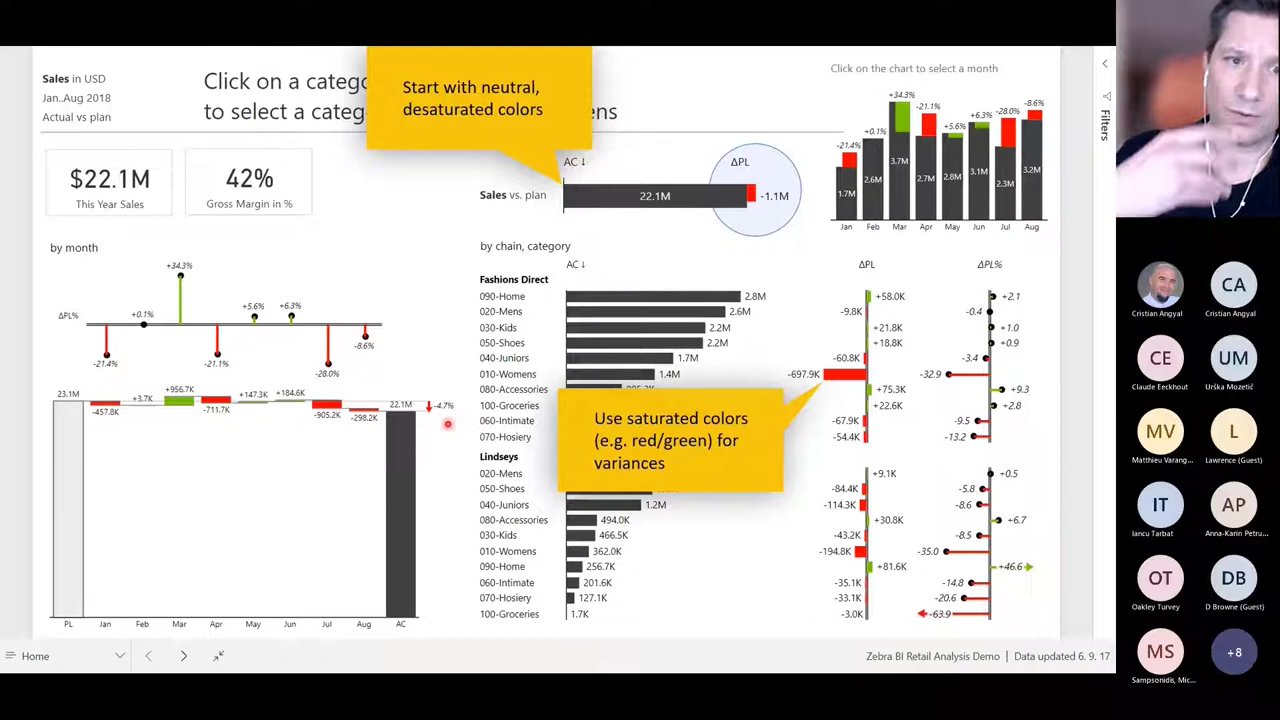 Sales in USD
Jan..Aug 2018
Actual vs plan
Click on a categ
to select a categ
ens
Start with neutral,
desaturated colors
Click on the chart to select a month
$22.1M
This Year Sales
42%
Gross Margin in %
AC ↓
ΔPL
Sales vs. plan
22.1M
-1.1M
-21.4%
+0.1%
+34.3%
-21.1%
+5.6%
+6.3%
-28.0%
-8.6%
1.7M
2.6M
3.7M
2.7M
2.8M
3.1M
2.3M
3.2M
Jan Feb Mar Apr May Jun Jul Aug
Filters
by month
ΔPL%
-21.4%
+0.1%
+34.3%
-21.1%
+5.6%
+6.3%
-28.0%
-8.6%
23.1M
-457.8K
+3.7K
+956.7K
-711.7K
+147.3K
+184.6K
-905.2K
-298.2K
22.1M
-4.7%
PL Jan Feb Mar Apr May Jun Jul Aug AC
by chain, category
AC ↓ ΔPL ΔPL%
Fashions Direct
090-Home 2.8M +58.0K +2.1
020-Mens 2.6M -9.8K -0.4
030-Kids 2.2M +21.8K +1.0
050-Shoes 2.2M +18.8K +0.9
040-Juniors 1.7M -60.8K -3.4
010-Womens 1.4M -697.9K -32.9
080-Accessories +75.3K +9.3
100-Groceries +22.6K +2.8
060-Intimate -67.9K -9.5
070-Hosiery -54.4K -13.2
Use saturated colors
(e.g. red/green) for
variances
Lindseys
020-Mens +9.1K +0.5
050-Shoes -84.4K -5.8
040-Juniors 1.2M -114.3K -8.6
080-Accessories 494.0K +30.8K +6.7
030-Kids 466.5K -43.2K -8.5
010-Womens 362.0K -194.8K -35.0
090-Home 256.7K +81.6K +46.6
060-Intimate 201.6K -35.1K -14.8
070-Hosiery 127.1K -33.1K -20.6
100-Groceries 1.7K -3.0K -63.9
Home
Zebra BI Retail Analysis Demo | Data updated 6. 9. 17
CA
Cristian Angyal
Cristian Angyal
CE
UM
Claude Eeckhout
Urška Mozetič
MV
L
Matthieu Varang...
Lawrence (Guest)
IT
AP
Iancu Tarbat
Anna-Karin Petru...
OT
DB
Oakley Turvey
D Browne (Guest)
MS
+8
Sampsonidis, Mic...